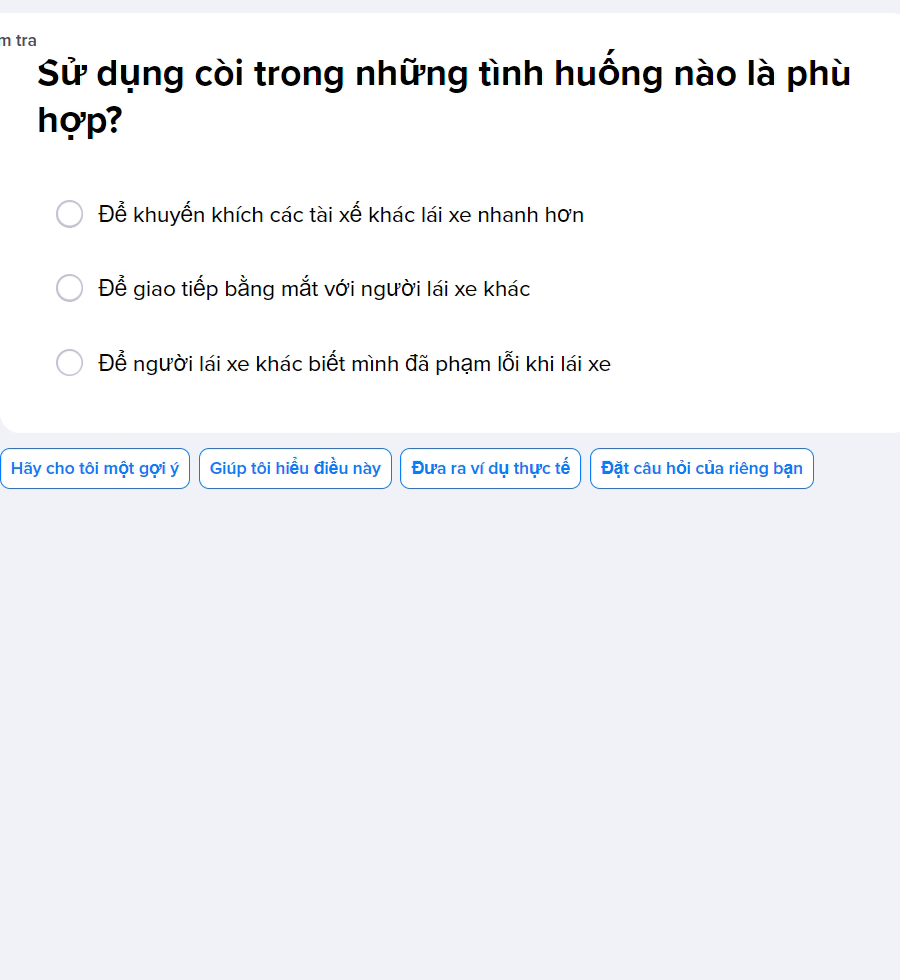 m tra
Sử dụng còi trong những tình huống nào là phù
hợp?
Để khuyến khích các tài xế khác lái xe nhanh hơn
Để giao tiếp bằng mắt với người lái xe khác
Để người lái xe khác biết mình đã phạm lỗi khi lái xe
Hãy cho tôi một gợi ý
Giúp tôi hiểu điều này
Đưa ra ví dụ thực tế
Đặt câu hỏi của riêng bạn